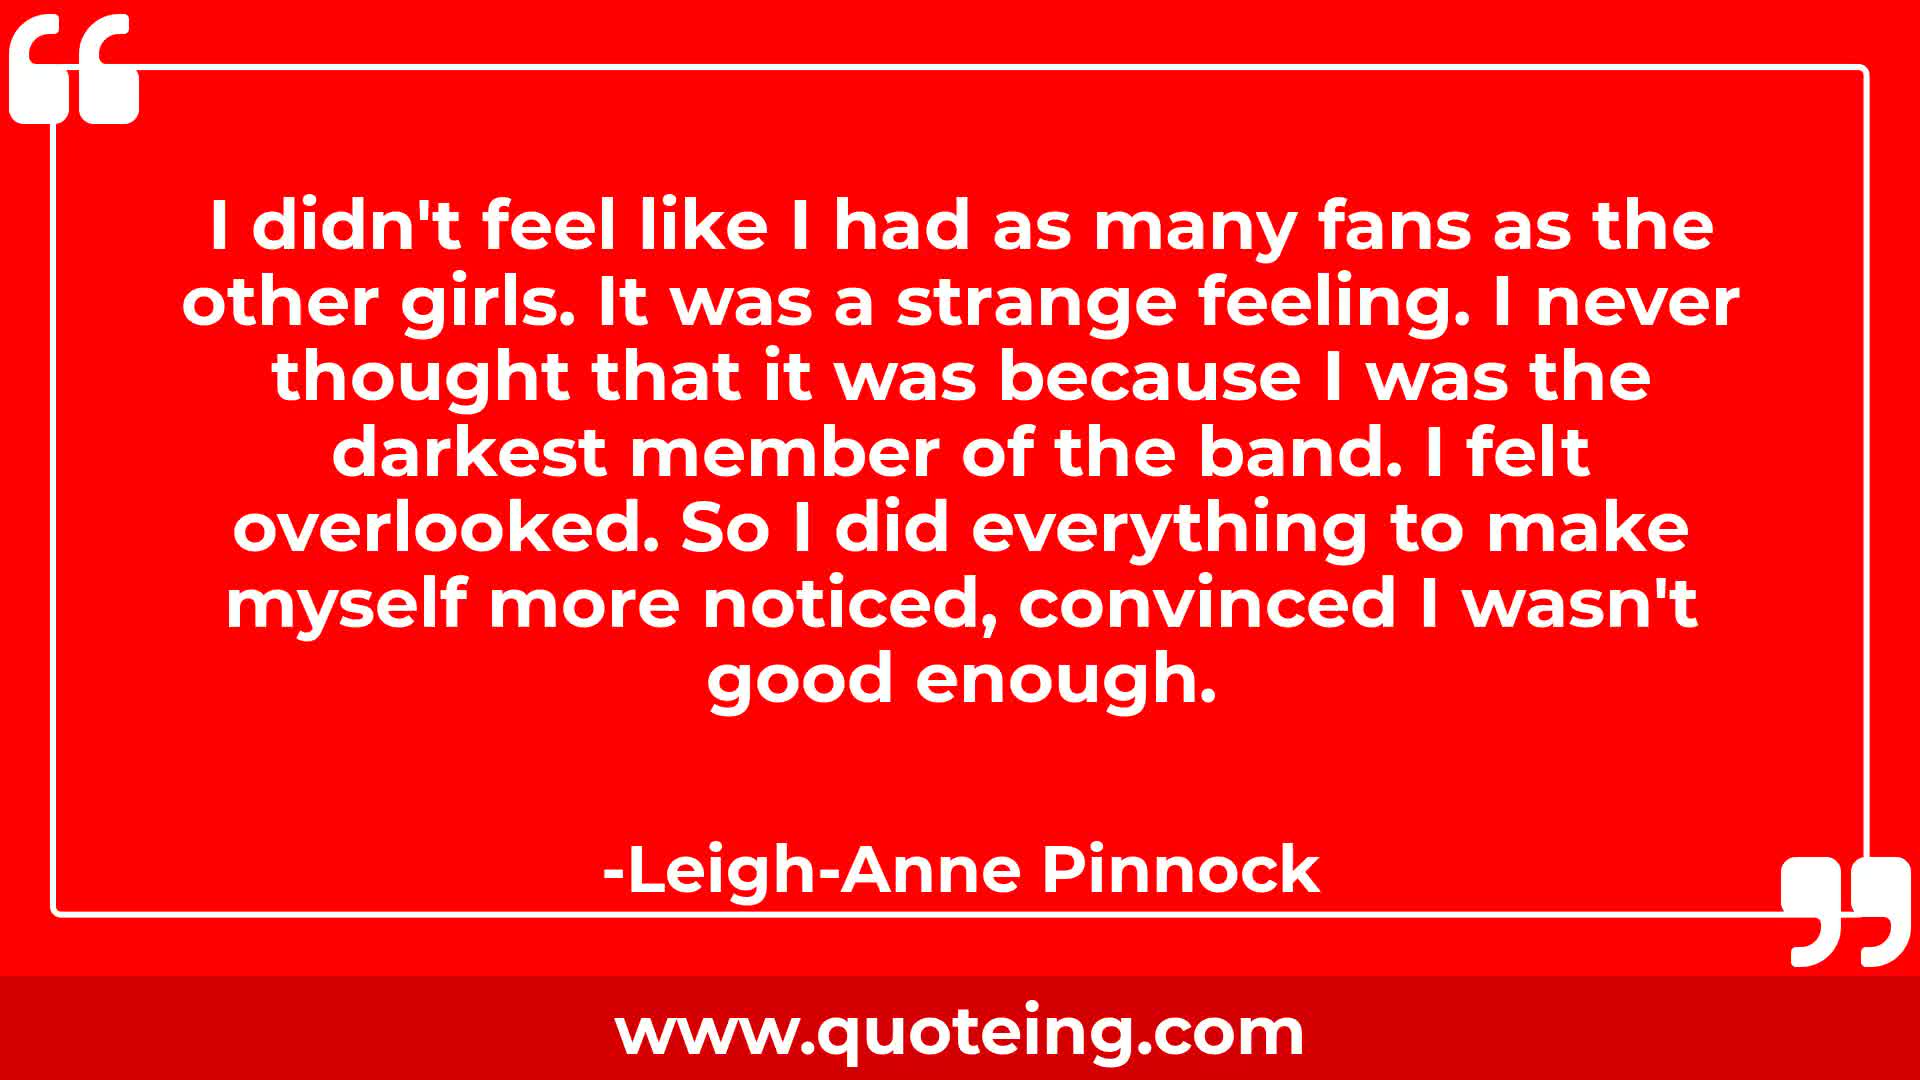 I didn't feel like I had as many fans as the
other girls. It was a strange feeling. I never
thought that it was because I was the
darkest member of the band. I felt
overlooked. So I did everything to make
myself more noticed, convinced I wasn't
good enough.
-Leigh-Anne Pinnock
www.quoteing.com